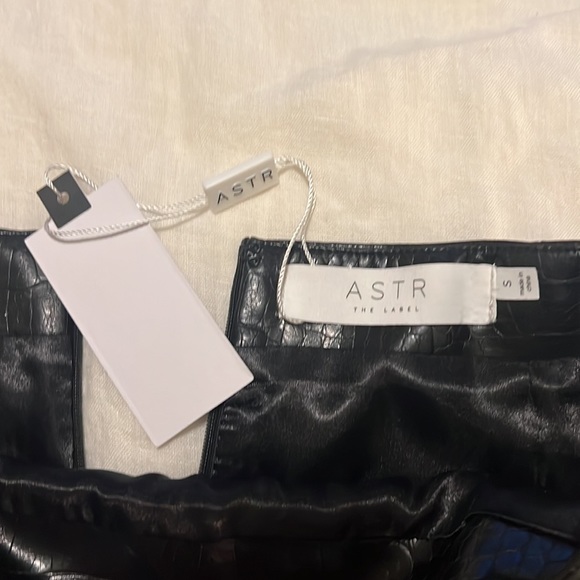 ASTR
ASTR
THE LABEL
S
made in
china